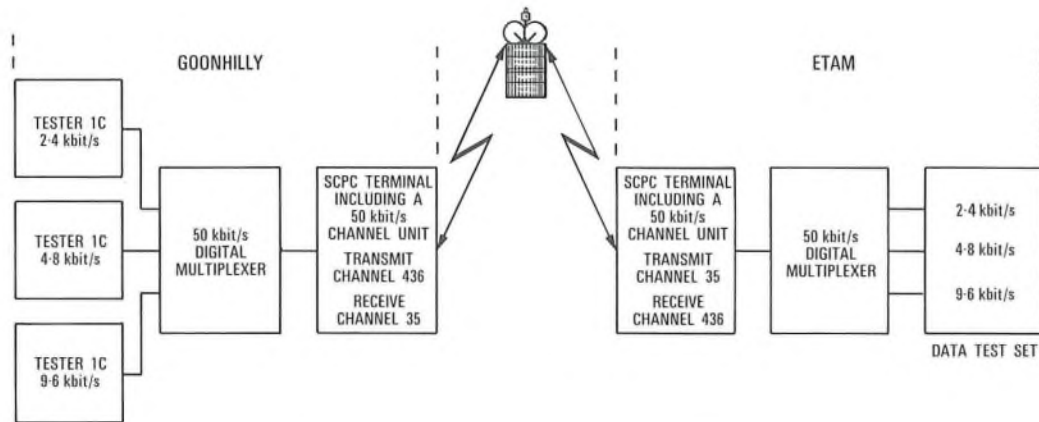 GOONHILLY
ETAM
TESTER 1C
2·4 kbit/s
TESTER 1C
4·8 kbit/s
TESTER 1C
9·6 kbit/s
50 kbit/s
DIGITAL
MULTIPLEXER
SCPC TERMINAL
INCLUDING A
50 kbit/s
CHANNEL UNIT
TRANSMIT
CHANNEL 436
RECEIVE
CHANNEL 35
SCPC TERMINAL
INCLUDING A
50 kbit/s
CHANNEL UNIT
TRANSMIT
CHANNEL 35
RECEIVE
CHANNEL 436
50 kbit/s
DIGITAL
MULTIPLEXER
2·4 kbit/s
4·8 kbit/s
9·6 kbit/s
DATA TEST SET